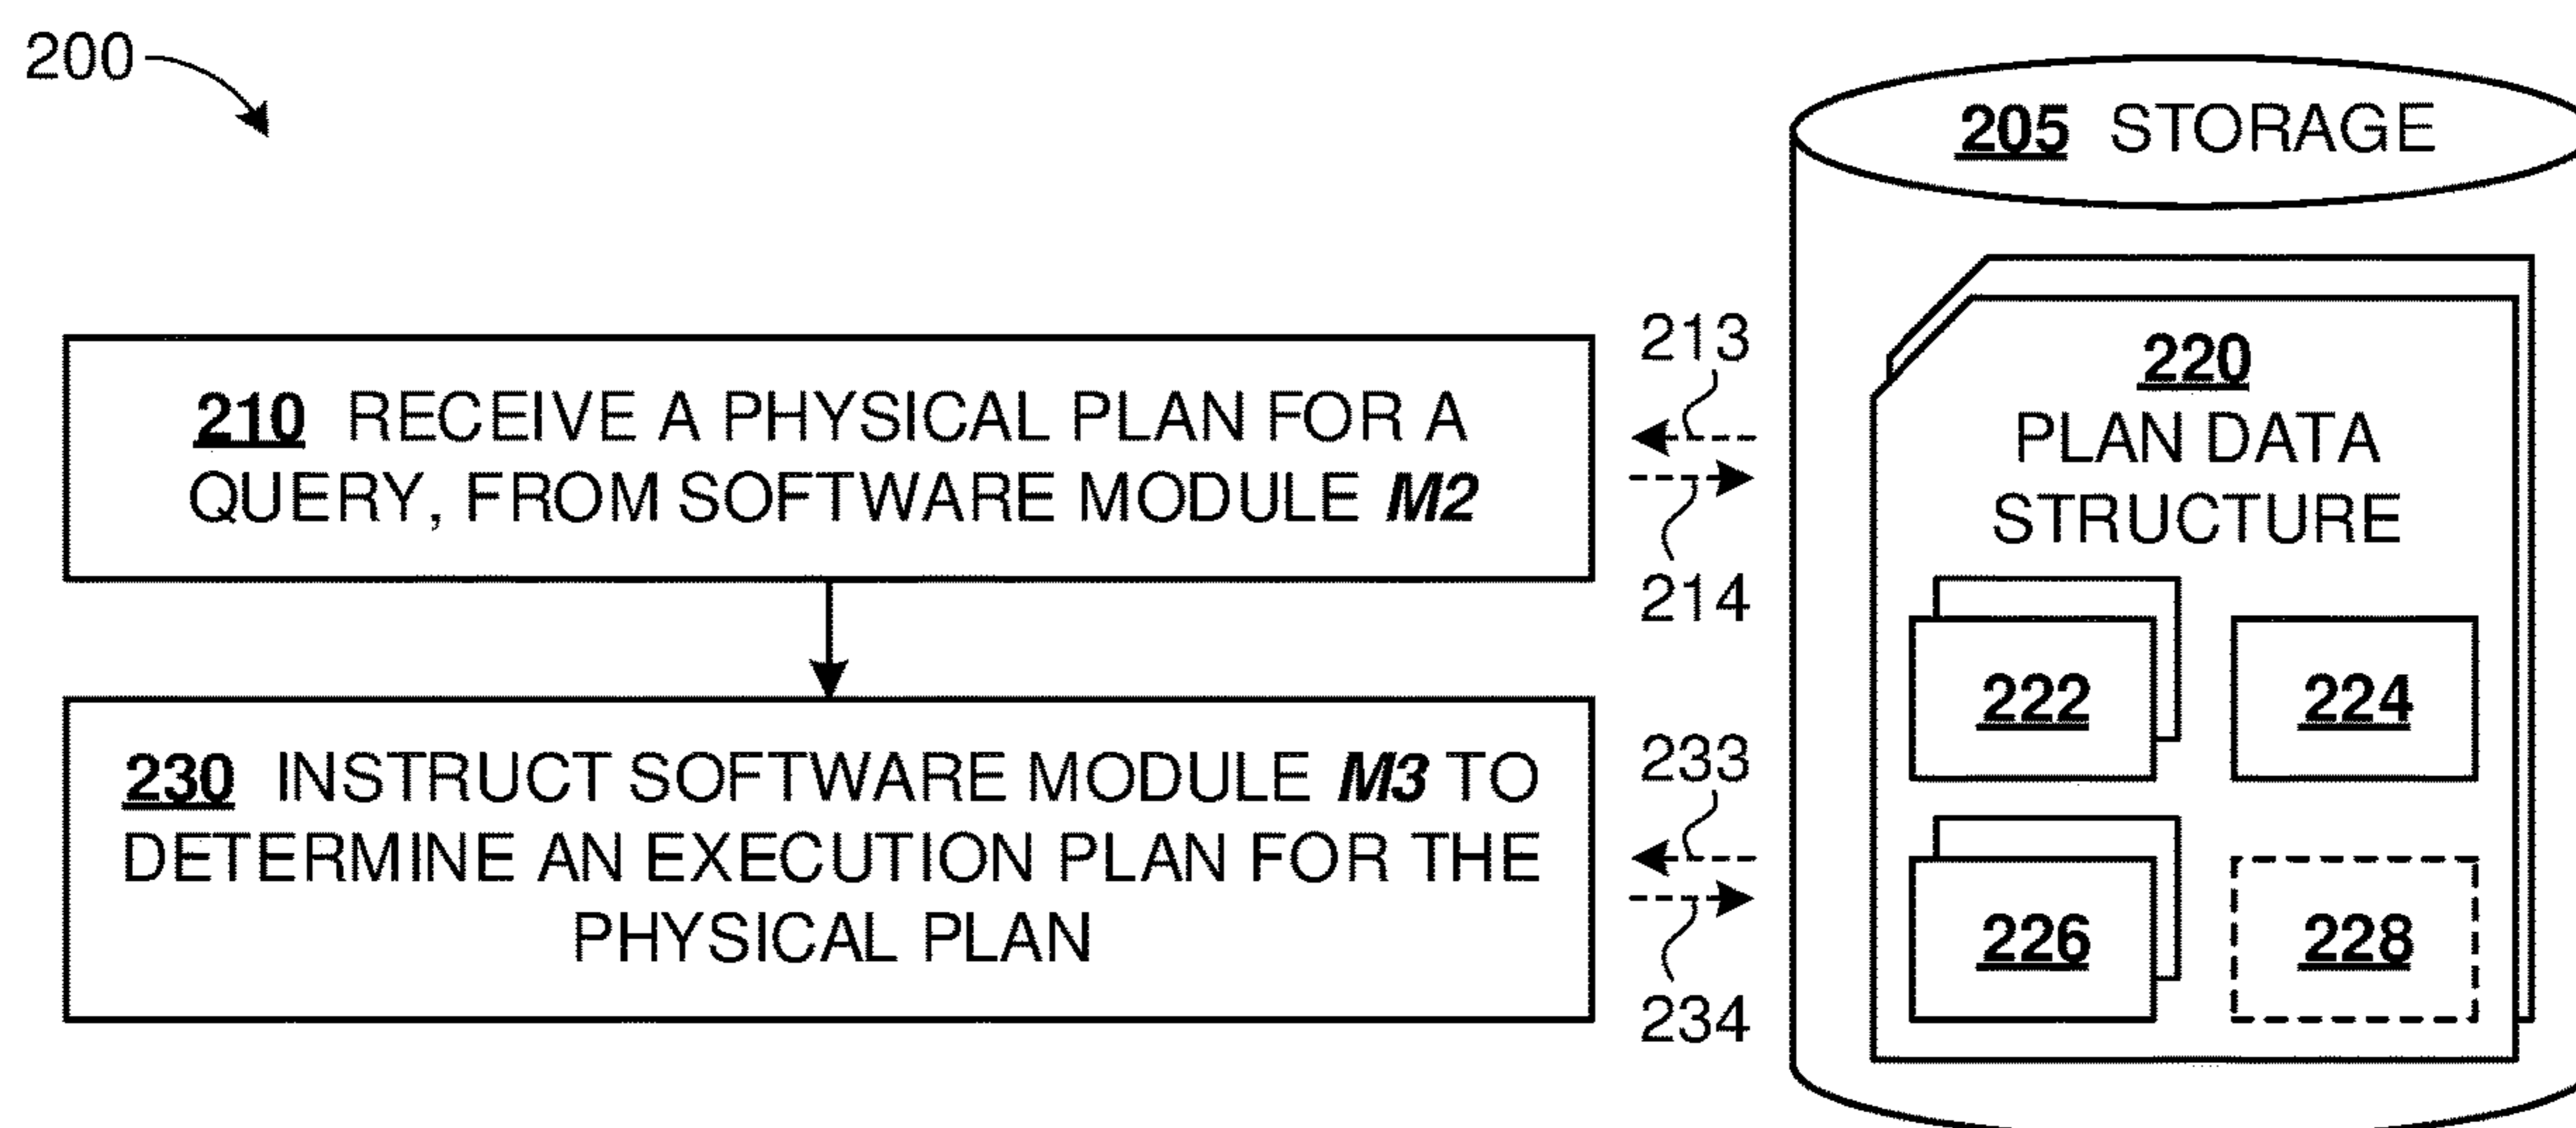 200
205 STORAGE
210 RECEIVE A PHYSICAL PLAN FOR A
QUERY, FROM SOFTWARE MODULE M2
213
214
230 INSTRUCT SOFTWARE MODULE M3 TO
DETERMINE AN EXECUTION PLAN FOR THE
PHYSICAL PLAN
233
234
220
PLAN DATA
STRUCTURE
222
224
226
228